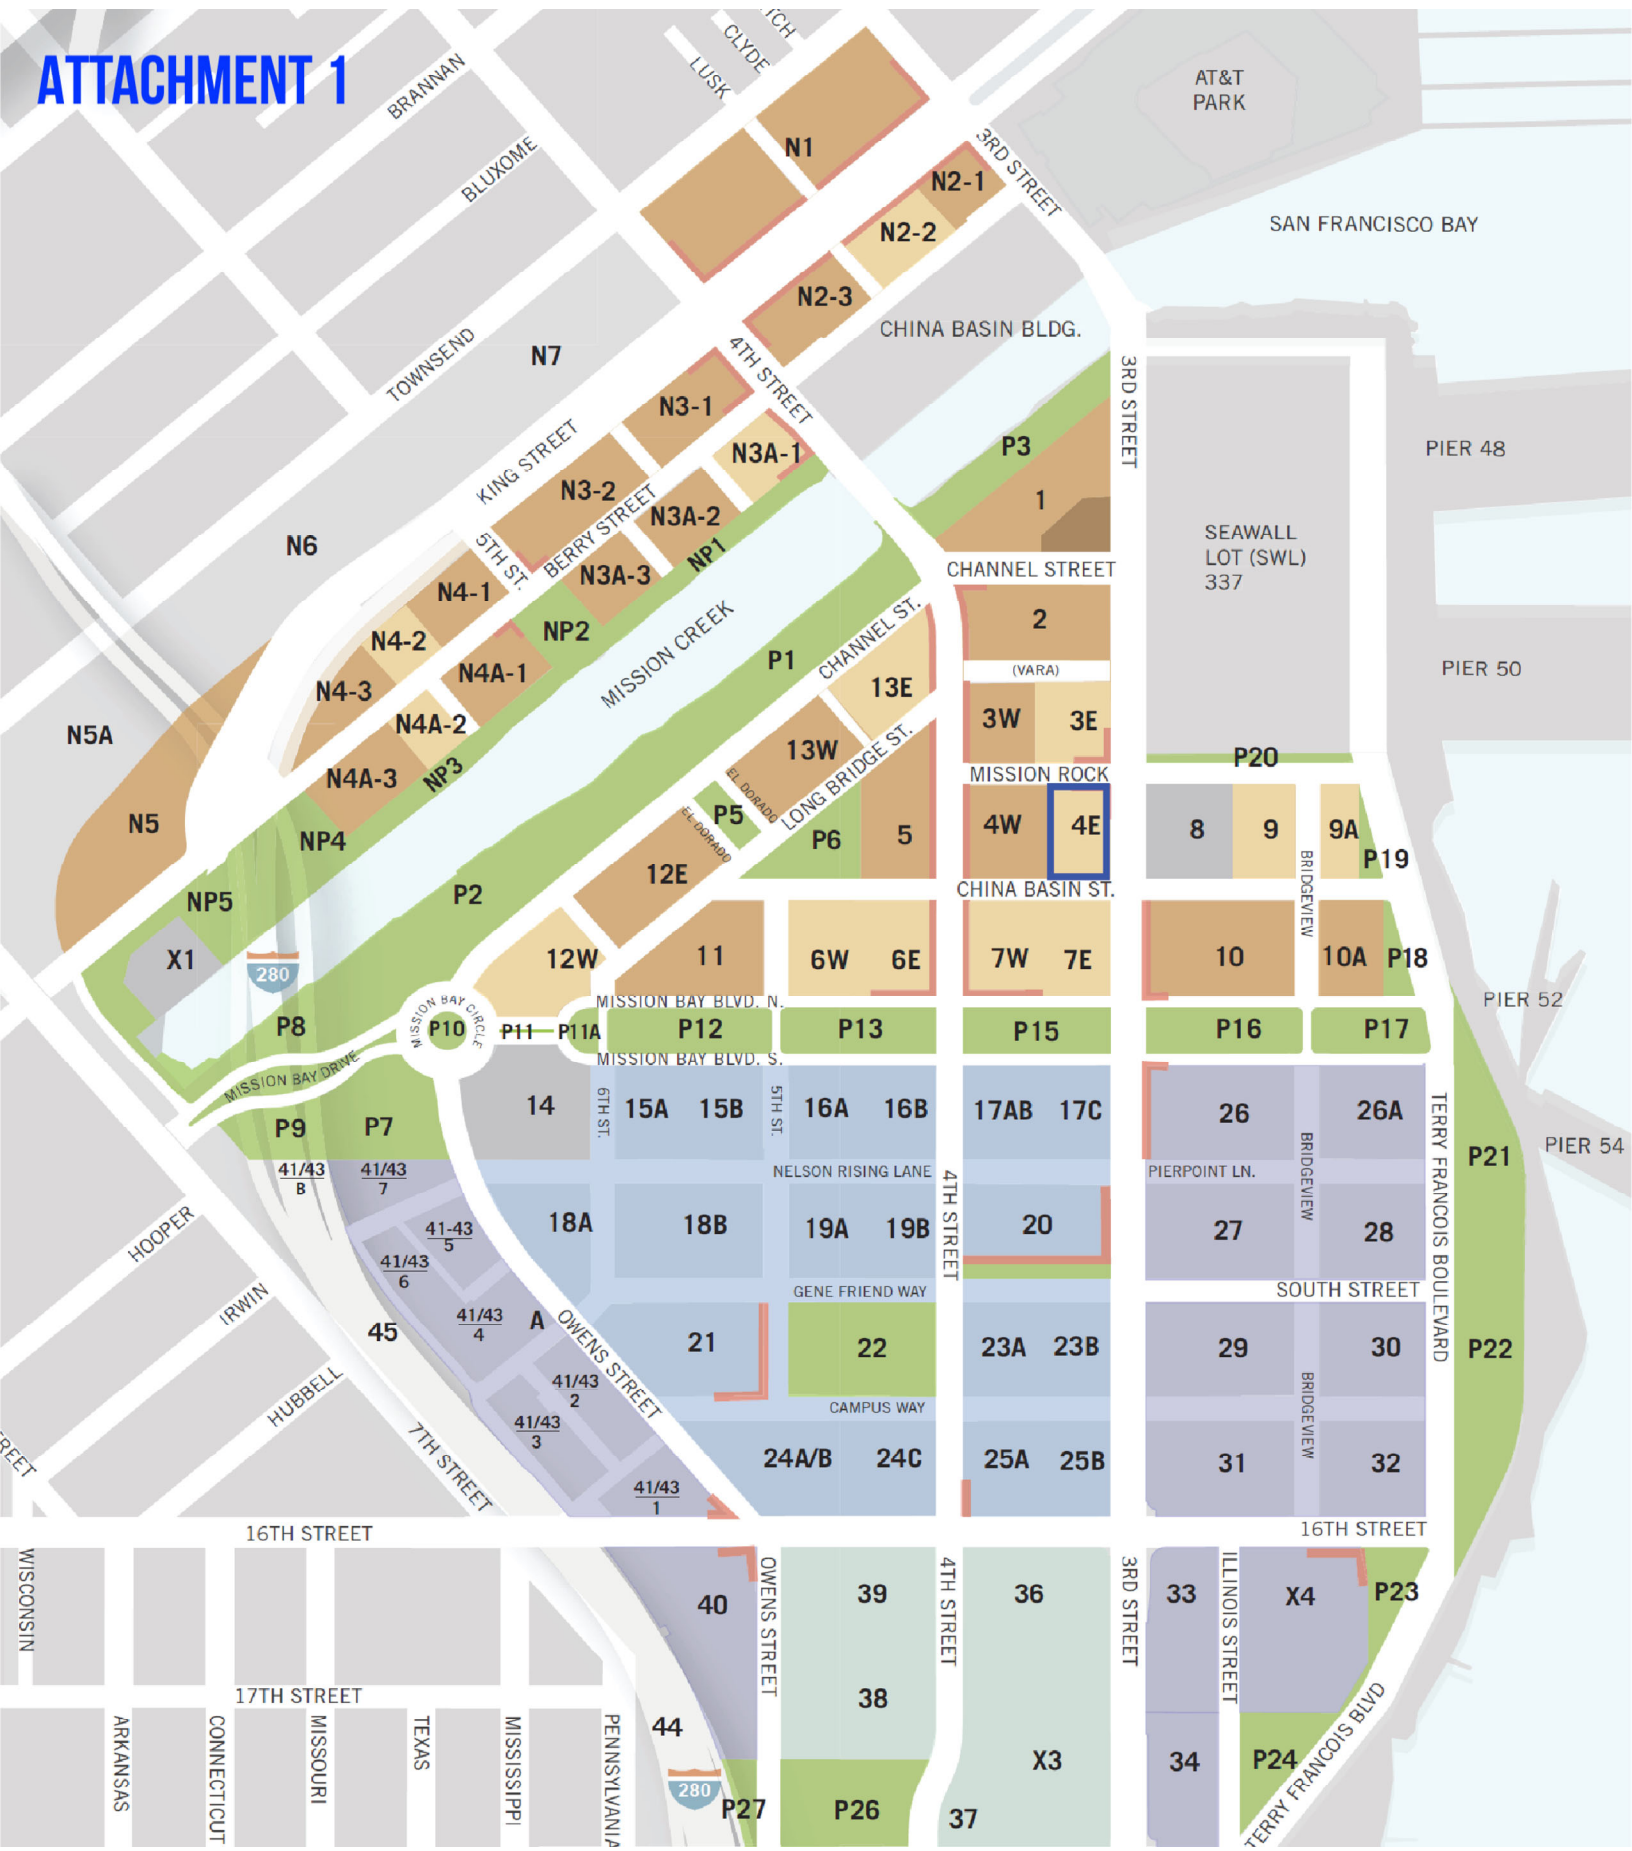 ATTACHMENT 1
BRANNAN
LUSK
CLYDE
AT&T
PARK
BLUXOME
N1
3RD STREET
N2-1
N2-2
SAN FRANCISCO BAY
N2-3
CHINA BASIN BLDG.
TOWNSEND
N7
4TH STREET
3RD STREET
N3-1
KING STREET
N3A-1
P3
PIER 48
N3-2
BERRY STREET
N3A-2
1
N6
5TH ST.
NP1
SEAWALL
LOT (SWL)
337
N4-1
N3A-3
CHANNEL STREET
N4-2
NP2
MISSION CREEK
2
CHANNEL ST.
P1
N4-3
N4A-1
(VARA)
PIER 50
13E
N5A
N4A-2
3W
3E
13W
LONG BRIDGE ST.
N4A-3
NP3
P20
MISSION ROCK
EL DORADO
P5
EL DORADO
N5
NP4
P6
5
4W
4E
8
9
9A
P19
12E
BRIDGEVIEW
P2
NP5
CHINA BASIN ST.
X1
280
12W
11
6W
6E
7W
7E
10
10A
P18
MISSION BAY BLVD. N.
PIER 52
P8
MISSION BAY CIRCLE
P10
P11
P11A
P12
P13
P15
P16
P17
MISSION BAY BLVD. S.
MISSION BAY DRIVE
14
6TH ST.
15A
15B
5TH ST.
16A
16B
17AB
17C
26
26A
TERRY FRANCOIS BOULEVARD
P9
P7
BRIDGEVIEW
PIER 54
P21
41/43
B
41/43
7
NELSON RISING LANE
4TH STREET
PIERPOINT LN.
HOOPER
41-43
5
18A
18B
19A
19B
20
27
28
41/43
6
IRWIN
GENE FRIEND WAY
SOUTH STREET
45
41/43
4
A
OWENS STREET
21
22
23A
23B
29
30
P22
41/43
2
HUBBELL
BRIDGEVIEW
CAMPUS WAY
41/43
3
7TH STREET
24A/B
24C
25A
25B
31
32
41/43
1
16TH STREET
16TH STREET
WISCONSIN
40
OWENS STREET
39
4TH STREET
36
3RD STREET
33
ILLINOIS STREET
X4
P23
17TH STREET
38
ARKANSAS
CONNECTICUT
MISSOURI
TEXAS
MISSISSIPPI
PENNSYLVANIA
44
X3
34
P24
TERRY FRANCOIS BLVD
280
P27
P26
37